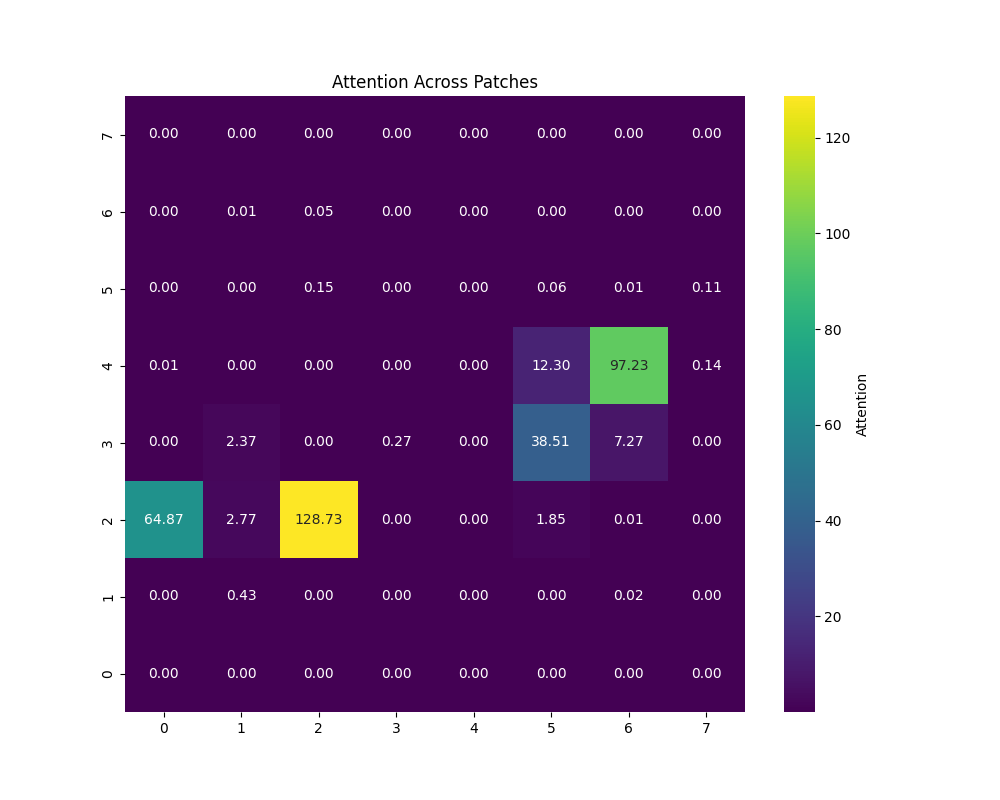 Attention Across Patches
7 0.00 0.00 0.00 0.00 0.00 0.00 0.00 0.00
6 0.00 0.01 0.05 0.00 0.00 0.00 0.00 0.00
5 0.00 0.00 0.15 0.00 0.00 0.06 0.01 0.11
4 0.01 0.00 0.00 0.00 0.00 12.30 97.23 0.14
3 0.00 2.37 0.00 0.27 0.00 38.51 7.27 0.00
2 64.87 2.77 128.73 0.00 0.00 1.85 0.01 0.00
1 0.00 0.43 0.00 0.00 0.00 0.00 0.02 0.00
0 0.00 0.00 0.00 0.00 0.00 0.00 0.00 0.00
0 1 2 3 4 5 6 7
120
100
80
60
40
20
Attention